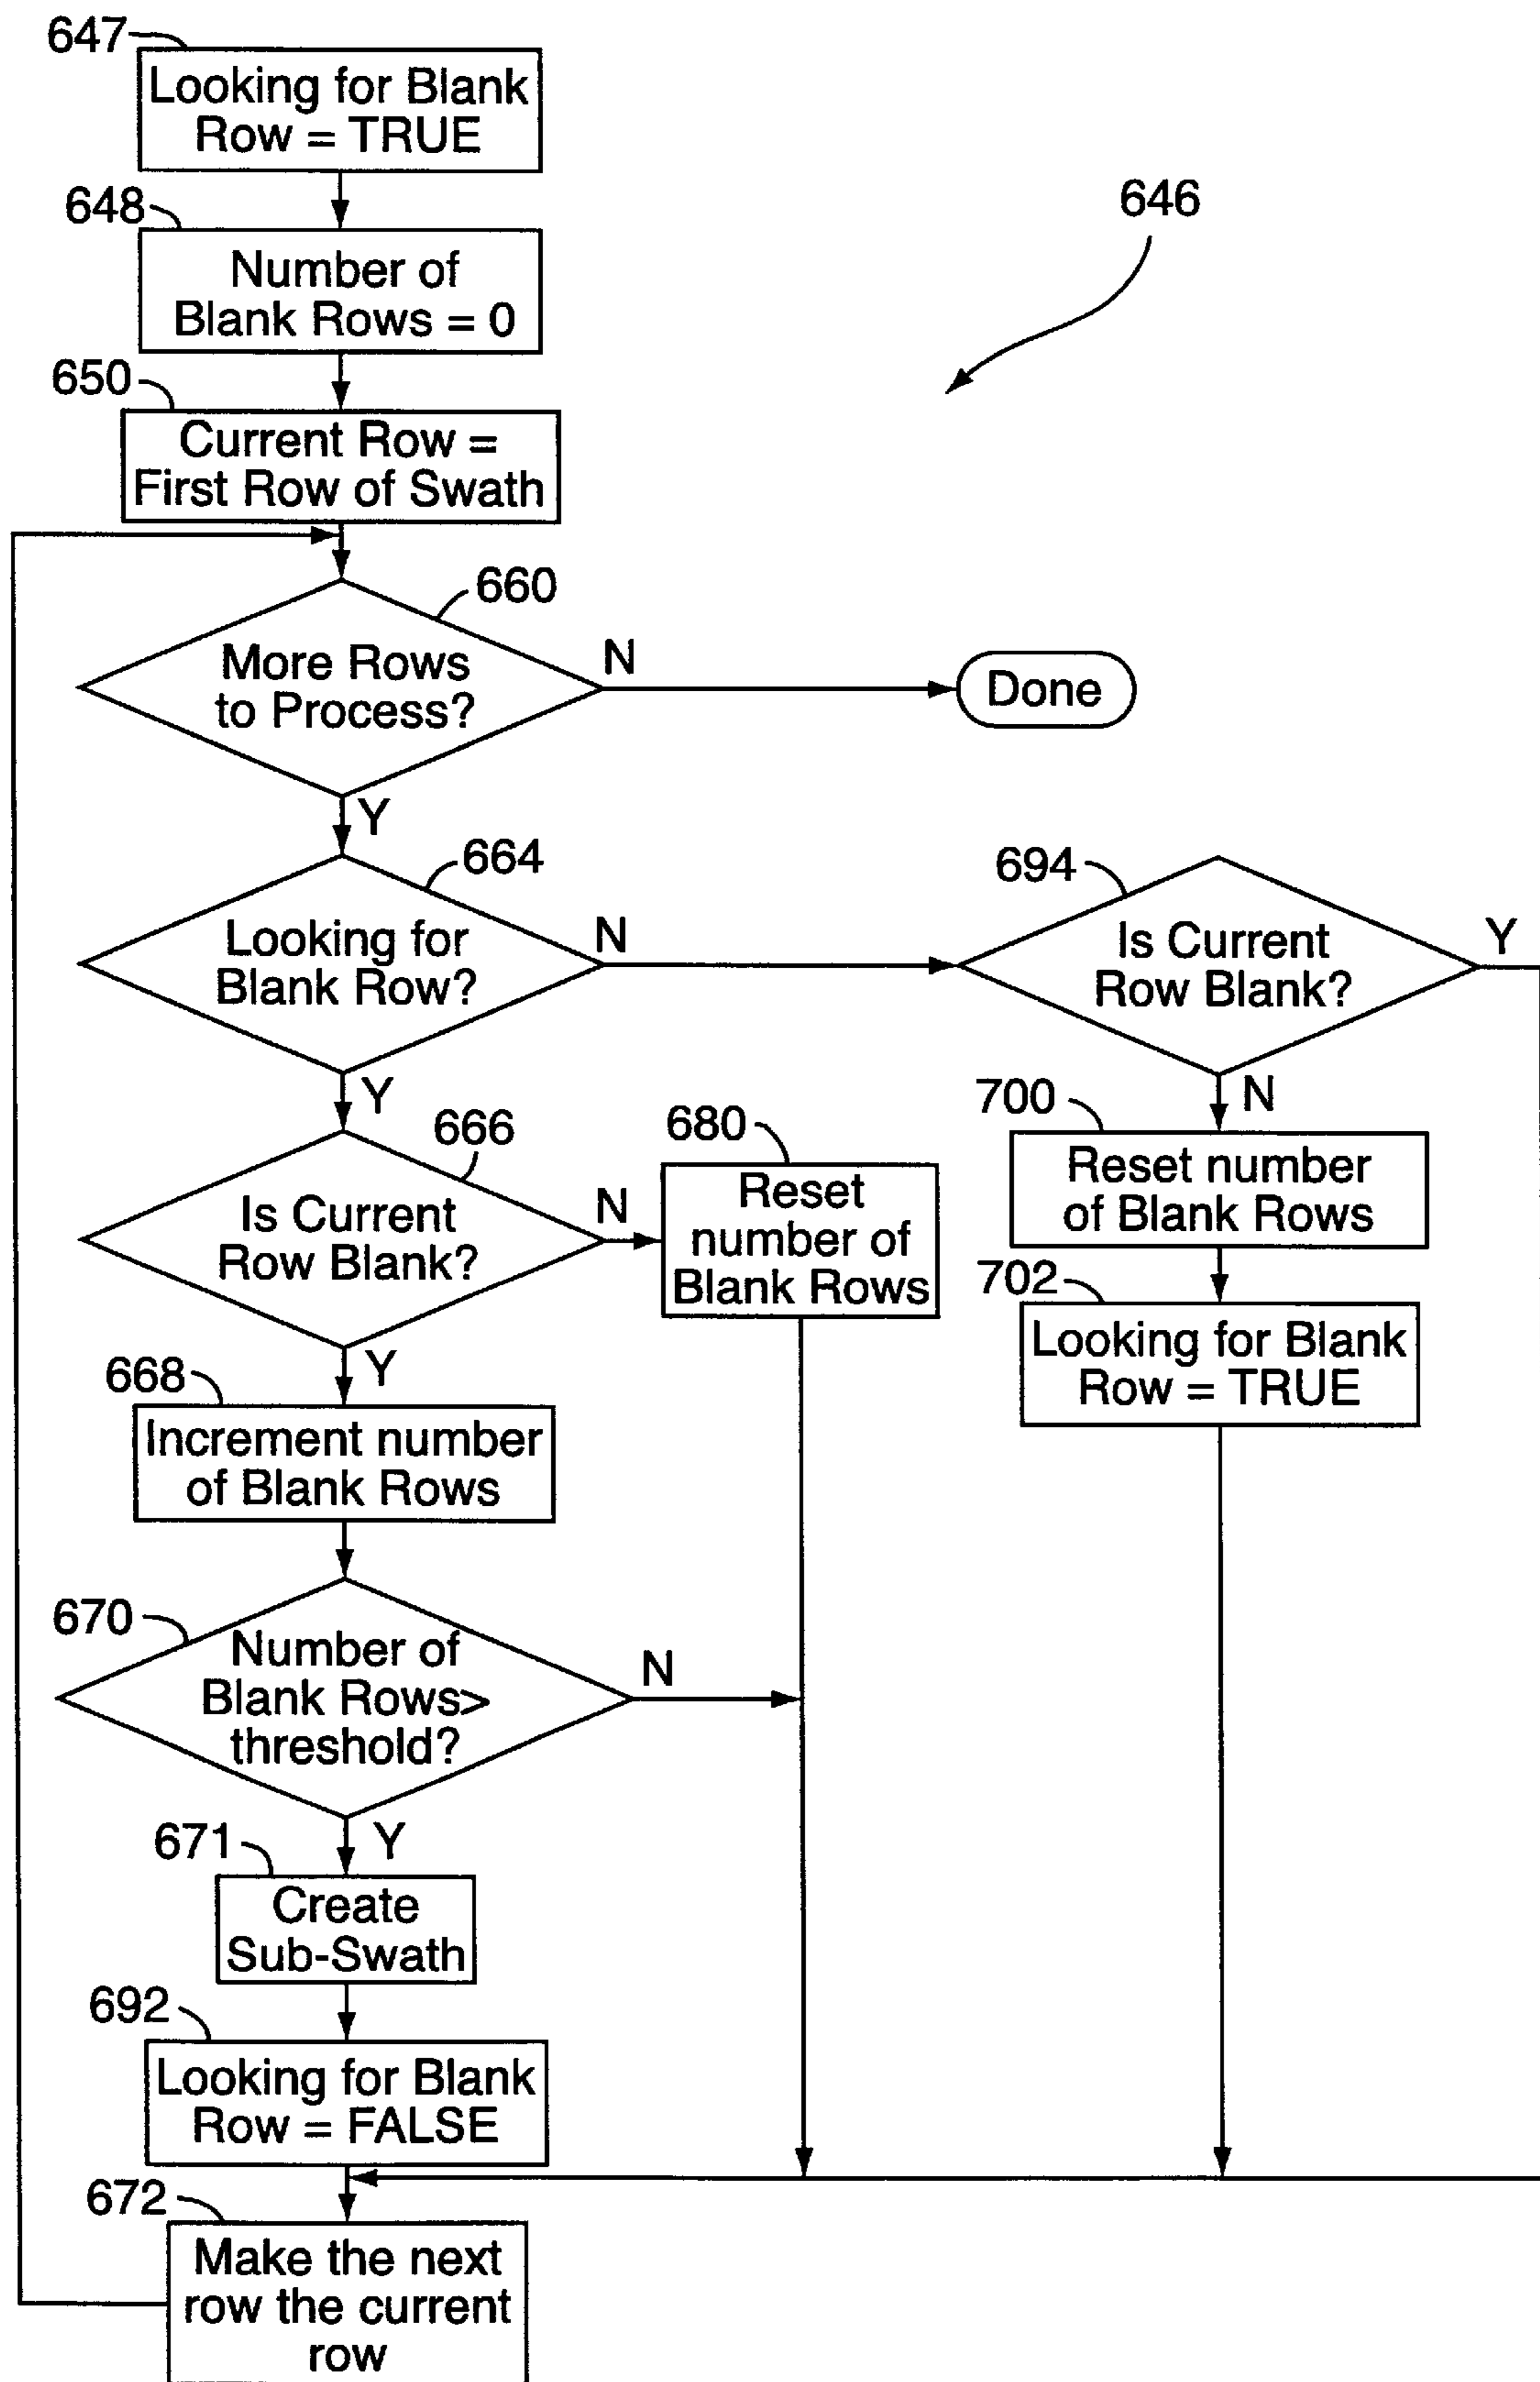 647
Looking for Blank
Row = TRUE
648
Number of
Blank Rows = 0
646
650
Current Row =
First Row of Swath
660
More Rows
to Process?
N
Done
Y
664
Looking for
Blank Row?
N
694
Is Current
Row Blank?
Y
Y
666
Is Current
Row Blank?
N
680
Reset
number of
Blank Rows
N
700
Reset number
of Blank Rows
702
Looking for Blank
Row = TRUE
Y
668
Increment number
of Blank Rows
670
Number of
Blank Rows>
threshold?
N
Y
671
Create
Sub-Swath
692
Looking for Blank
Row = FALSE
672
Make the next
row the current
row